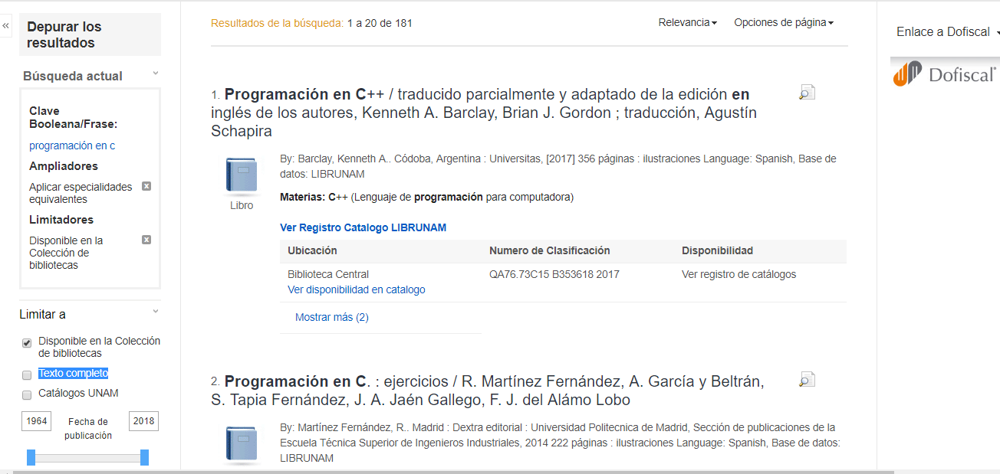 «
Depurar los
resultados
Búsqueda actual
Clave
Booleana/Frase:
programación en c
Ampliadores
Aplicar especialidades
equivalentes
Limitadores
Disponible en la
Colección de
bibliotecas
Limitar a
Disponible en la Colección
de bibliotecas
Texto completo
Catálogos UNAM
1964 Fecha de 2018
publicación
Resultados de la búsqueda: 1 a 20 de 181
Relevancia Opciones de página
1. Programación en C++ / traducido parcialmente y adaptado de la edición en
inglés de los autores, Kenneth A. Barclay, Brian J. Gordon ; traducción, Agustín
Schapira
Libro
By: Barclay, Kenneth A.. Códoba, Argentina : Universitas, [2017] 356 páginas : ilustraciones Language: Spanish, Base de
datos: LIBRUNAM
Materias: C++ (Lenguaje de programación para computadora)
Ver Registro Catalogo LIBRUNAM
Ubicación Numero de Clasificación Disponibilidad
Biblioteca Central QA76.73C15 B353618 2017 Ver registro de catálogos
Ver disponibilidad en catalogo
Mostrar más (2)
2. Programación en C. : ejercicios / R. Martínez Fernández, A. García y Beltrán,
S. Tapia Fernández, J. A. Jaén Gallego, F. J. del Alámo Lobo
By: Martínez Fernández, R.. Madrid : Dextra editorial : Universidad Politecnica de Madrid, Sección de publicaciones de la
Escuela Técnica Superior de Ingenieros Industriales, 2014 222 páginas : ilustraciones Language: Spanish, Base de datos:
LIBRUNAM
Enlace a Dofiscal
Dofiscal